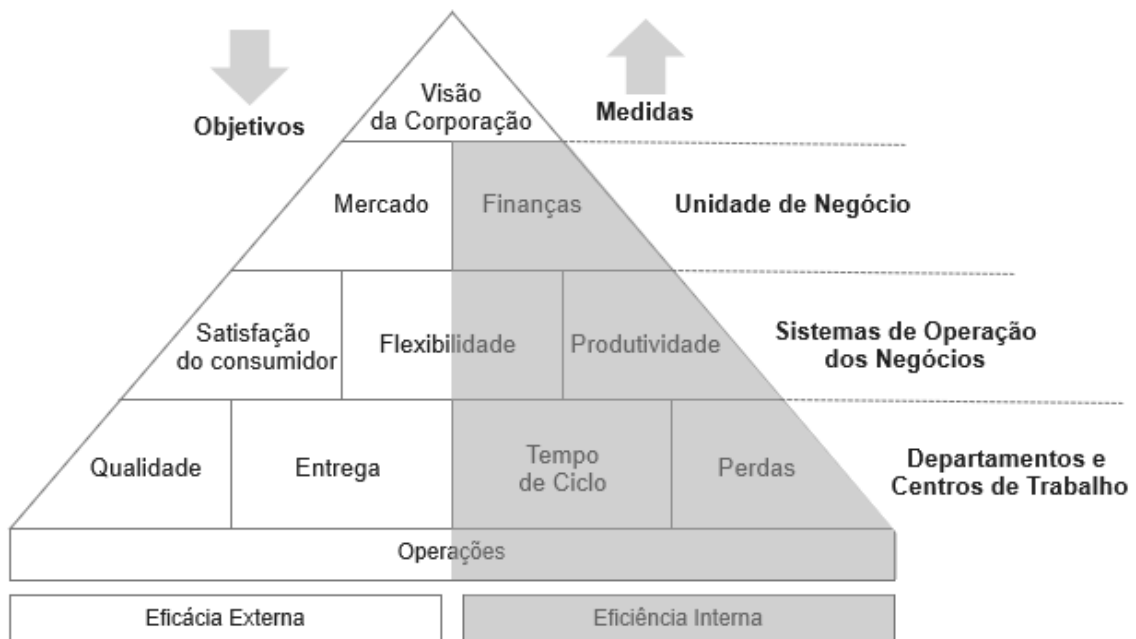 Visão
da Corporação
Objetivos
Medidas
Mercado
Finanças
Unidade de Negócio
Satisfação
do consumidor
Flexibilidade
Produtividade
Sistemas de Operação
dos Negócios
Qualidade
Entrega
Tempo
de Ciclo
Perdas
Departamentos e
Centros de Trabalho
Operações
Eficácia Externa
Eficiência Interna